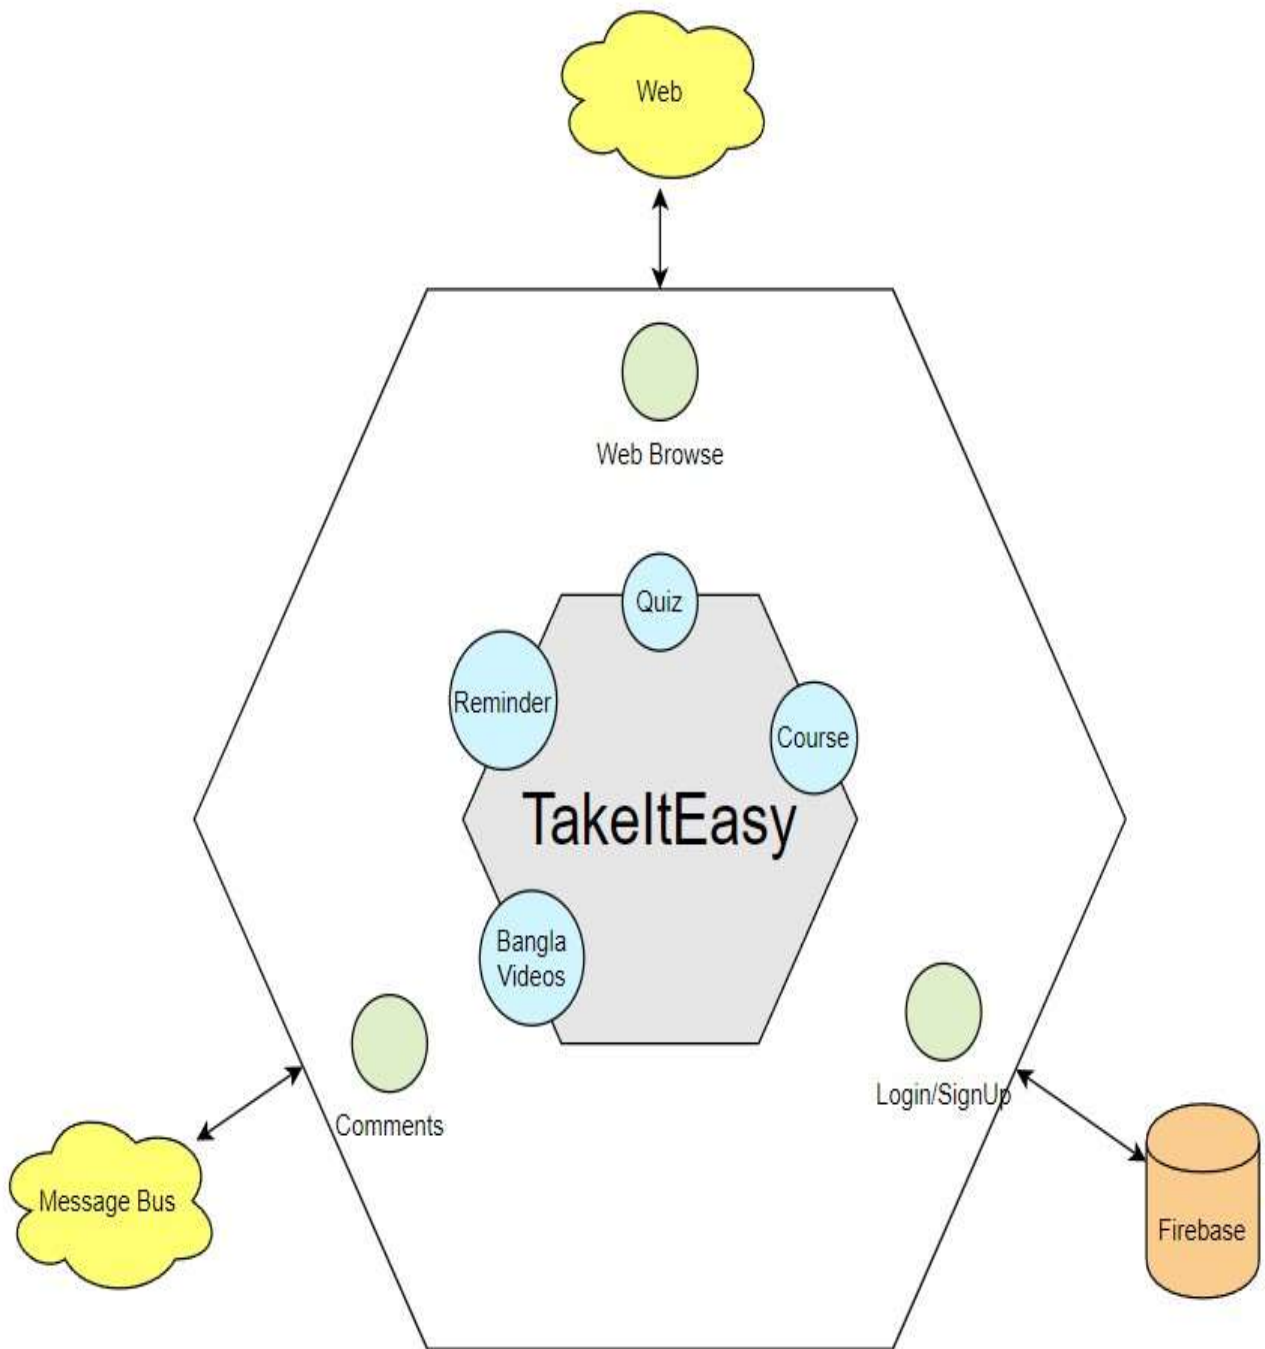 Web
Web Browse
Quiz
Reminder
Course
TakeItEasy
Bangla
Videos
Comments
Login/SignUp
Message Bus
Firebase